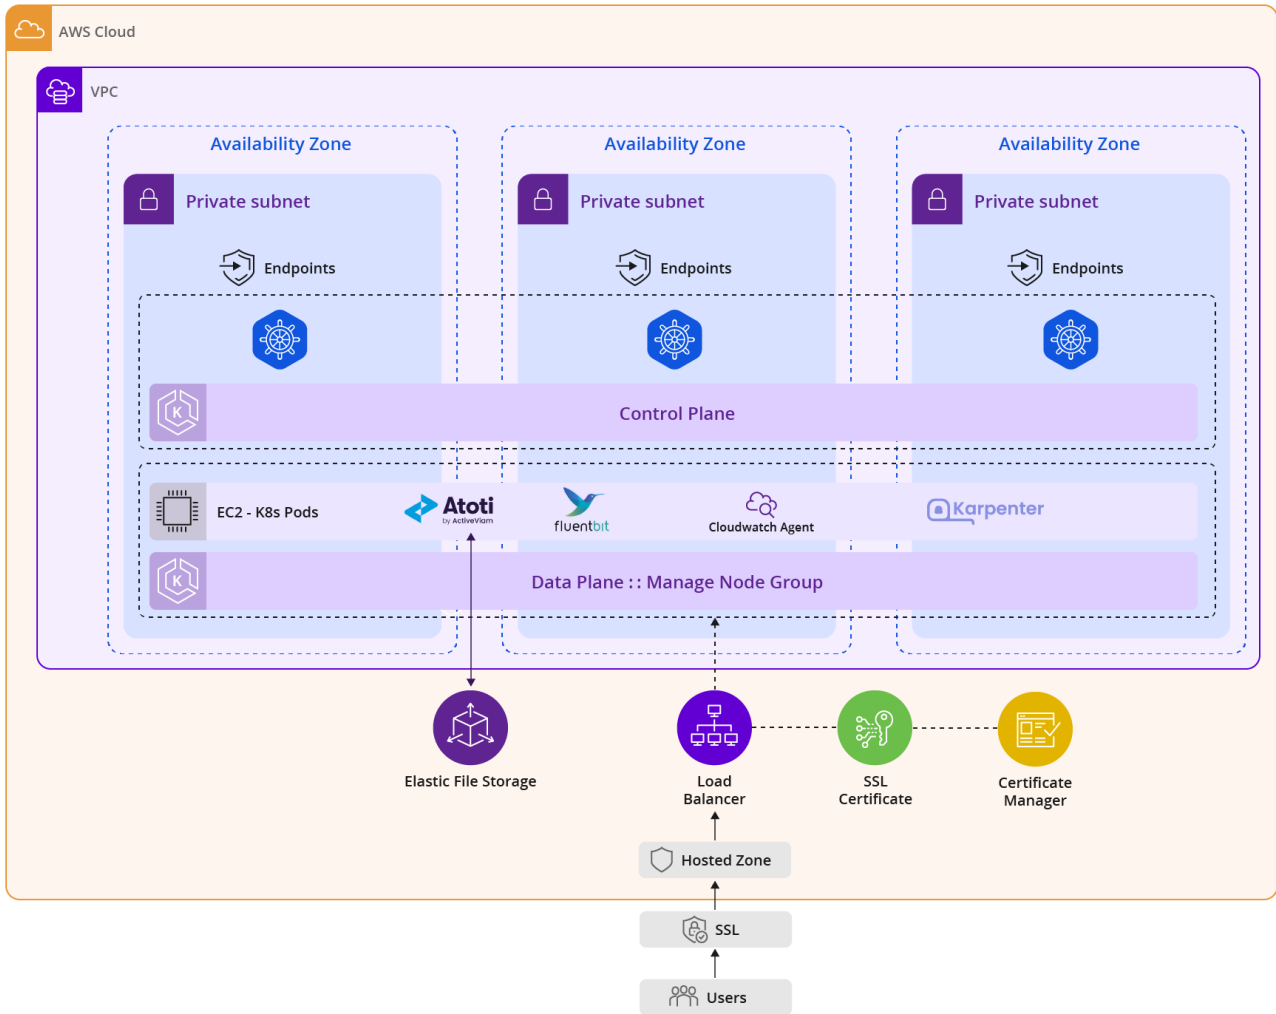 AWS Cloud
VPC
Availability Zone
Availability Zone
Availability Zone
Private subnet
Private subnet
Private subnet
Endpoints
Endpoints
Endpoints
K
Control Plane
EC2 - K8s Pods
Atoti
by ActiveViam
fluentbit
Cloudwatch Agent
Karpenter
K
Data Plane : : Manage Node Group
Elastic File Storage
Load
Balancer
SSL
Certificate
Certificate
Manager
Hosted Zone
SSL
Users